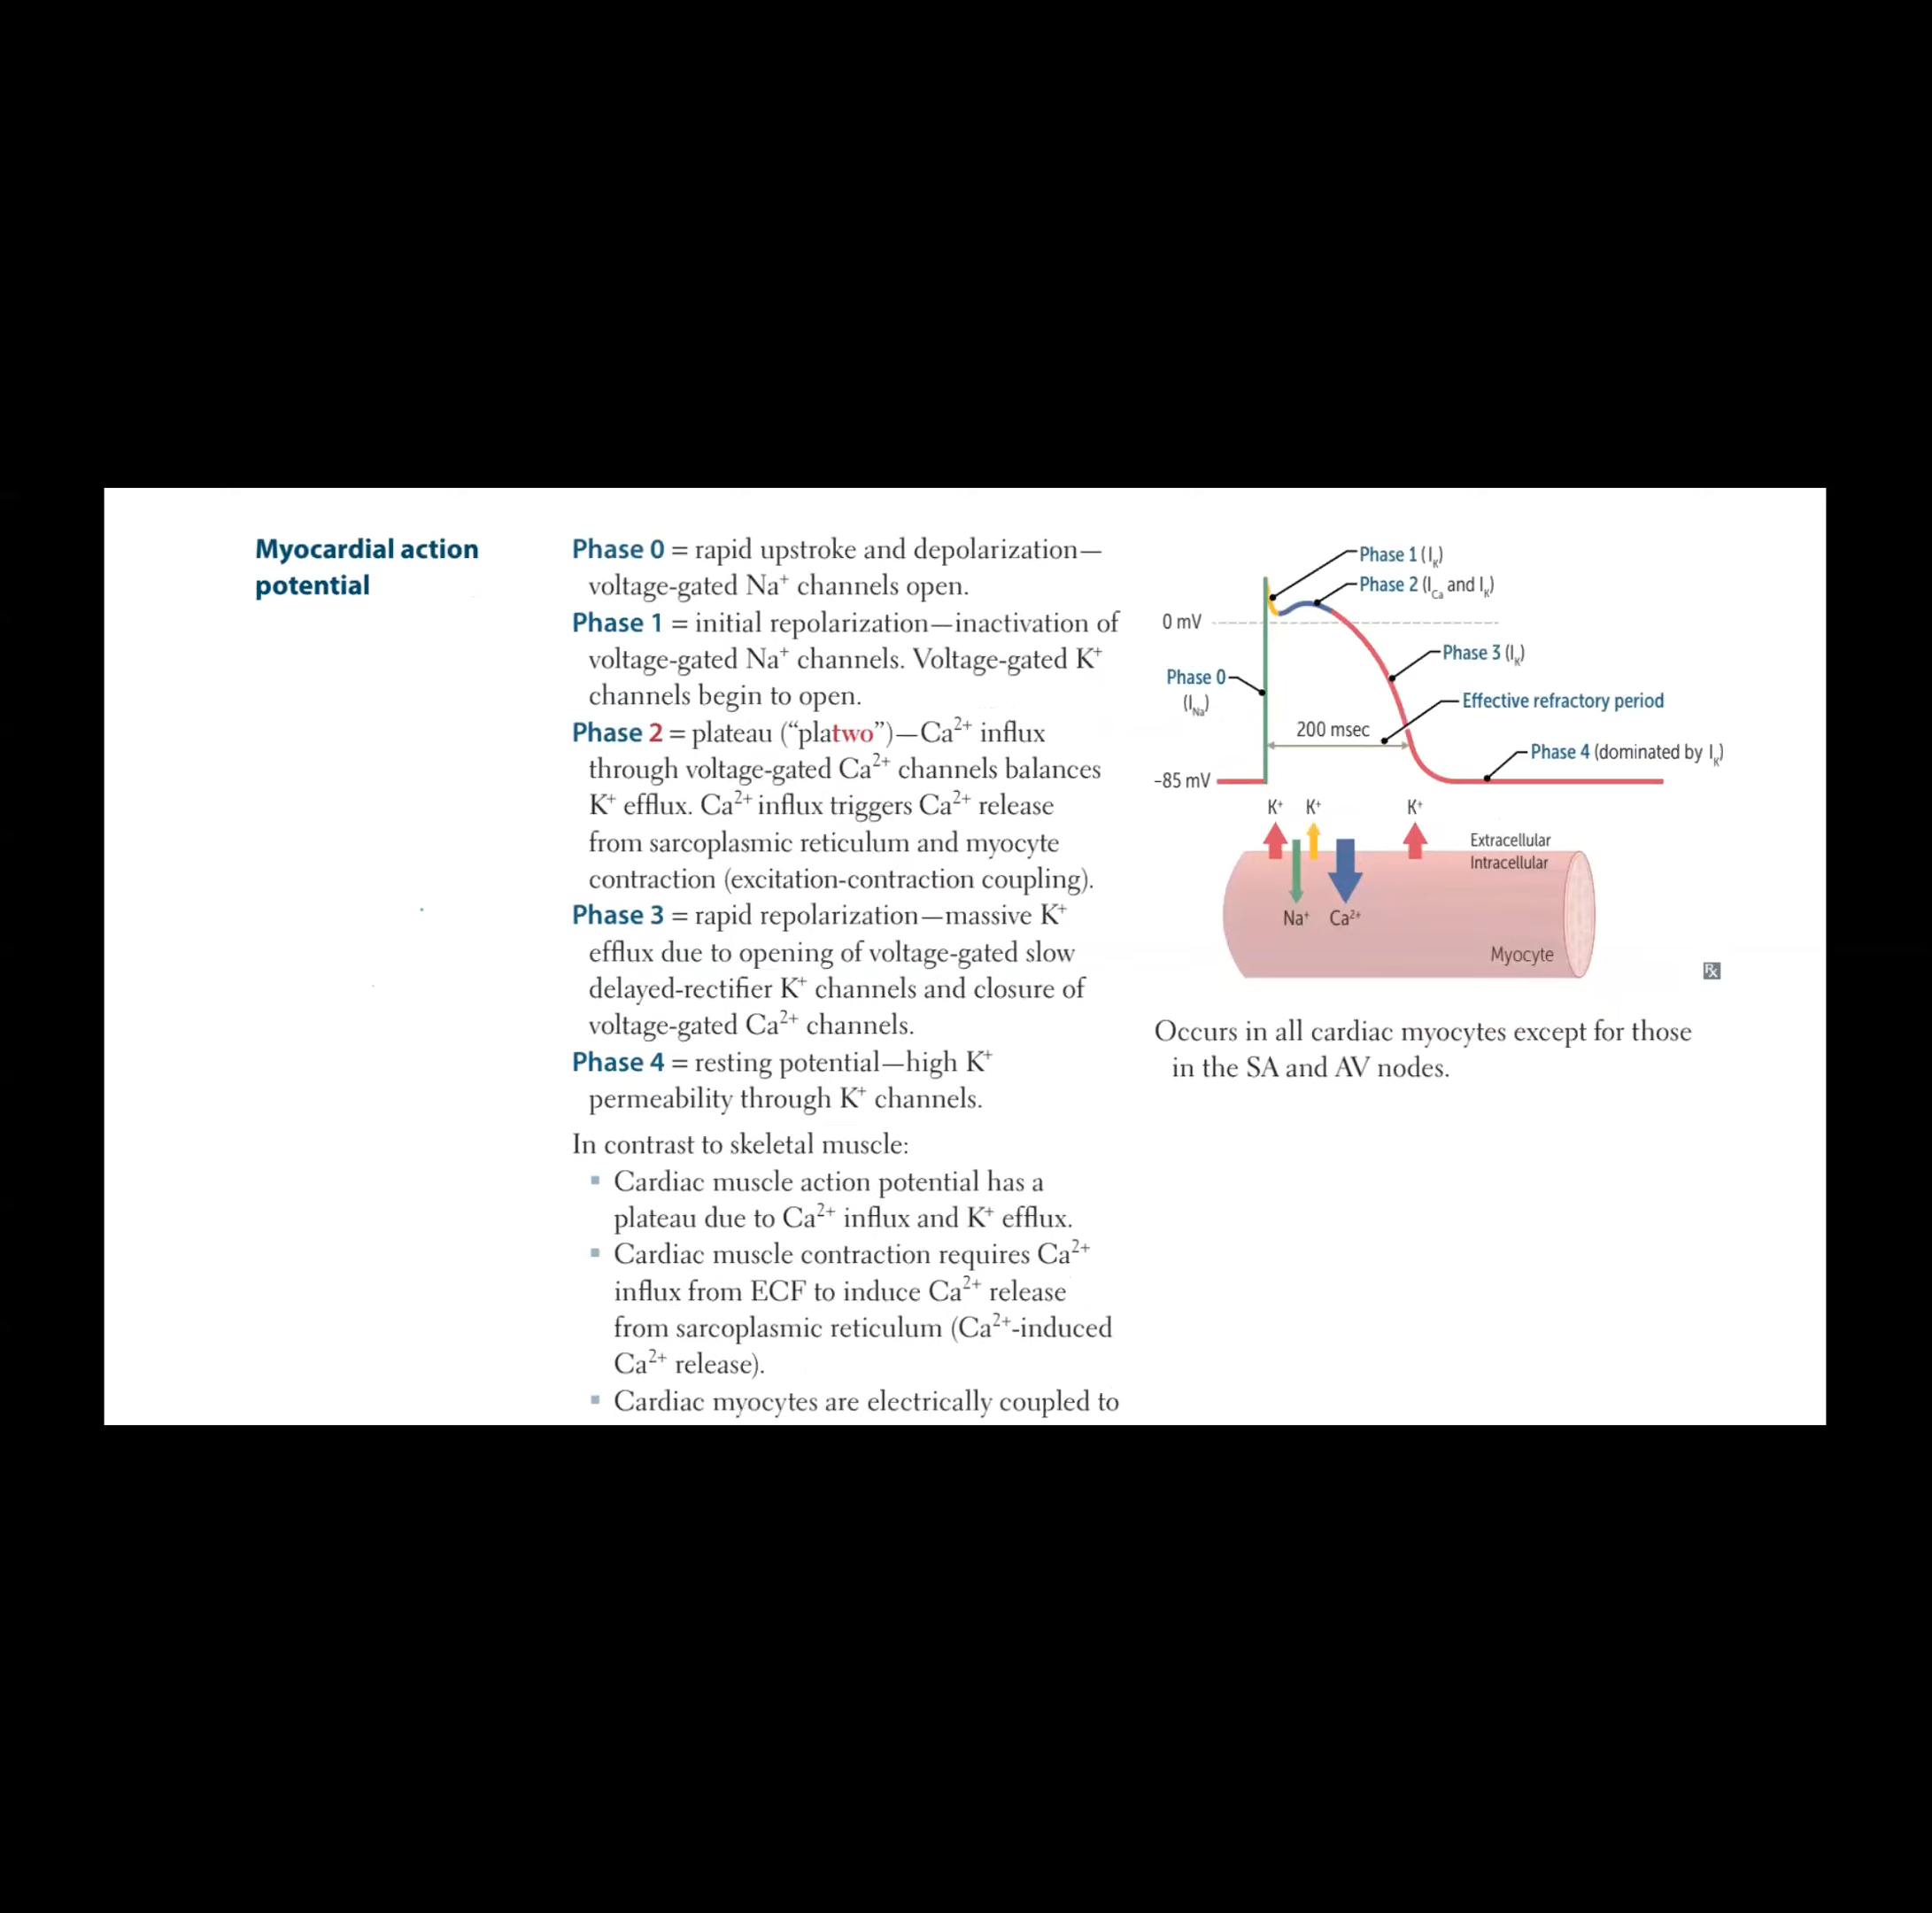 Myocardial action
potential
Phase 0 = rapid upstroke and depolarization—
voltage-gated Na⁺ channels open.
Phase 1 = initial repolarization—inactivation of
voltage-gated Na⁺ channels. Voltage-gated K⁺
channels begin to open.
Phase 2 = plateau (“platwo”)—Ca²⁺ influx
through voltage-gated Ca²⁺ channels balances
K⁺ efflux. Ca²⁺ influx triggers Ca²⁺ release
from sarcoplasmic reticulum and myocyte
contraction (excitation-contraction coupling).
Phase 3 = rapid repolarization—massive K⁺
efflux due to opening of voltage-gated slow
delayed-rectifier K⁺ channels and closure of
voltage-gated Ca²⁺ channels.
Phase 4 = resting potential—high K⁺
permeability through K⁺ channels.
In contrast to skeletal muscle:
▪ Cardiac muscle action potential has a
plateau due to Ca²⁺ influx and K⁺ efflux.
▪ Cardiac muscle contraction requires Ca²⁺
influx from ECF to induce Ca²⁺ release
from sarcoplasmic reticulum (Ca²⁺-induced
Ca²⁺ release).
▪ Cardiac myocytes are electrically coupled to
Phase 1 (I_K)
Phase 2 (I_Ca and I_K)
0 mV
Phase 3 (I_K)
Phase 0
(I_Na)
Effective refractory period
200 msec
Phase 4 (dominated by I_K)
−85 mV
K⁺ K⁺ K⁺
Extracellular
Intracellular
Na⁺ Ca²⁺
Myocyte
Rx
Occurs in all cardiac myocytes except for those
in the SA and AV nodes.